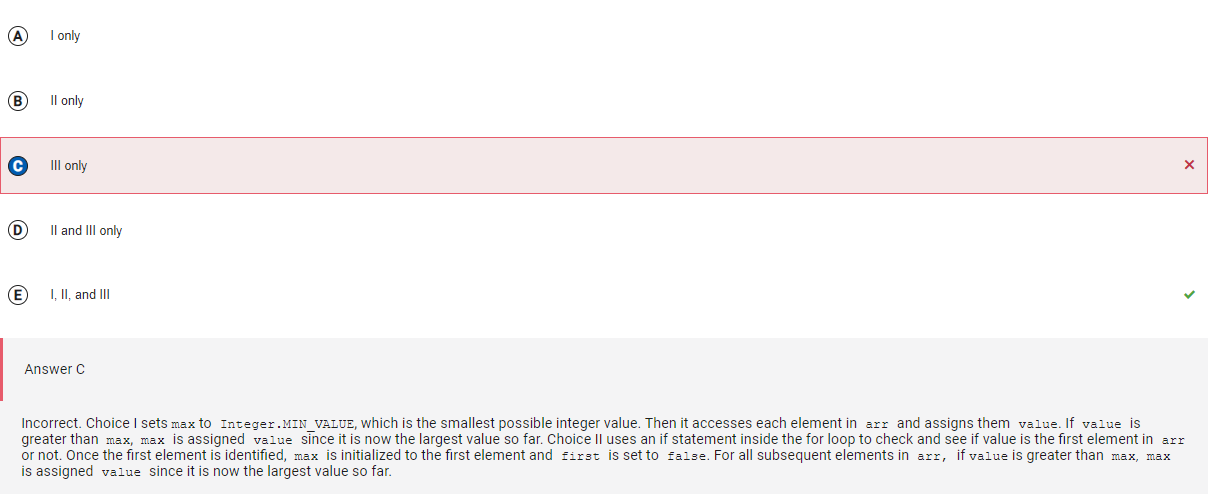 A I only
B II only
C III only
D II and III only
E I, II, and III
Answer C
Incorrect. Choice I sets max to Integer.MIN_VALUE, which is the smallest possible integer value. Then it accesses each element in arr and assigns them value. If value is
greater than max, max is assigned value since it is now the largest value so far. Choice II uses an if statement inside the for loop to check and see if value is the first element in arr
or not. Once the first element is identified, max is initialized to the first element and first is set to false. For all subsequent elements in arr, if value is greater than max, max
is assigned value since it is now the largest value so far.